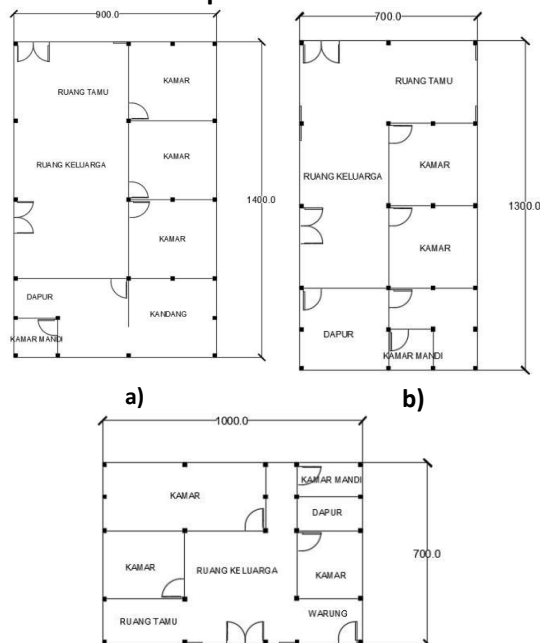 900.0
RUANG TAMU
KAMAR
KAMAR
RUANG KELUARGA
1400.0
KAMAR
DAPUR
KANDANG
KAMAR MANDI
a)
700.0
RUANG TAMU
KAMAR
RUANG KELUARGA
1300.0
KAMAR
DAPUR
KAMAR MANDI
b)
1000.0
KAMAR MANDI
KAMAR
DAPUR
700.0
KAMAR
RUANG KELUARGA
KAMAR
WARUNG
RUANG TAMU